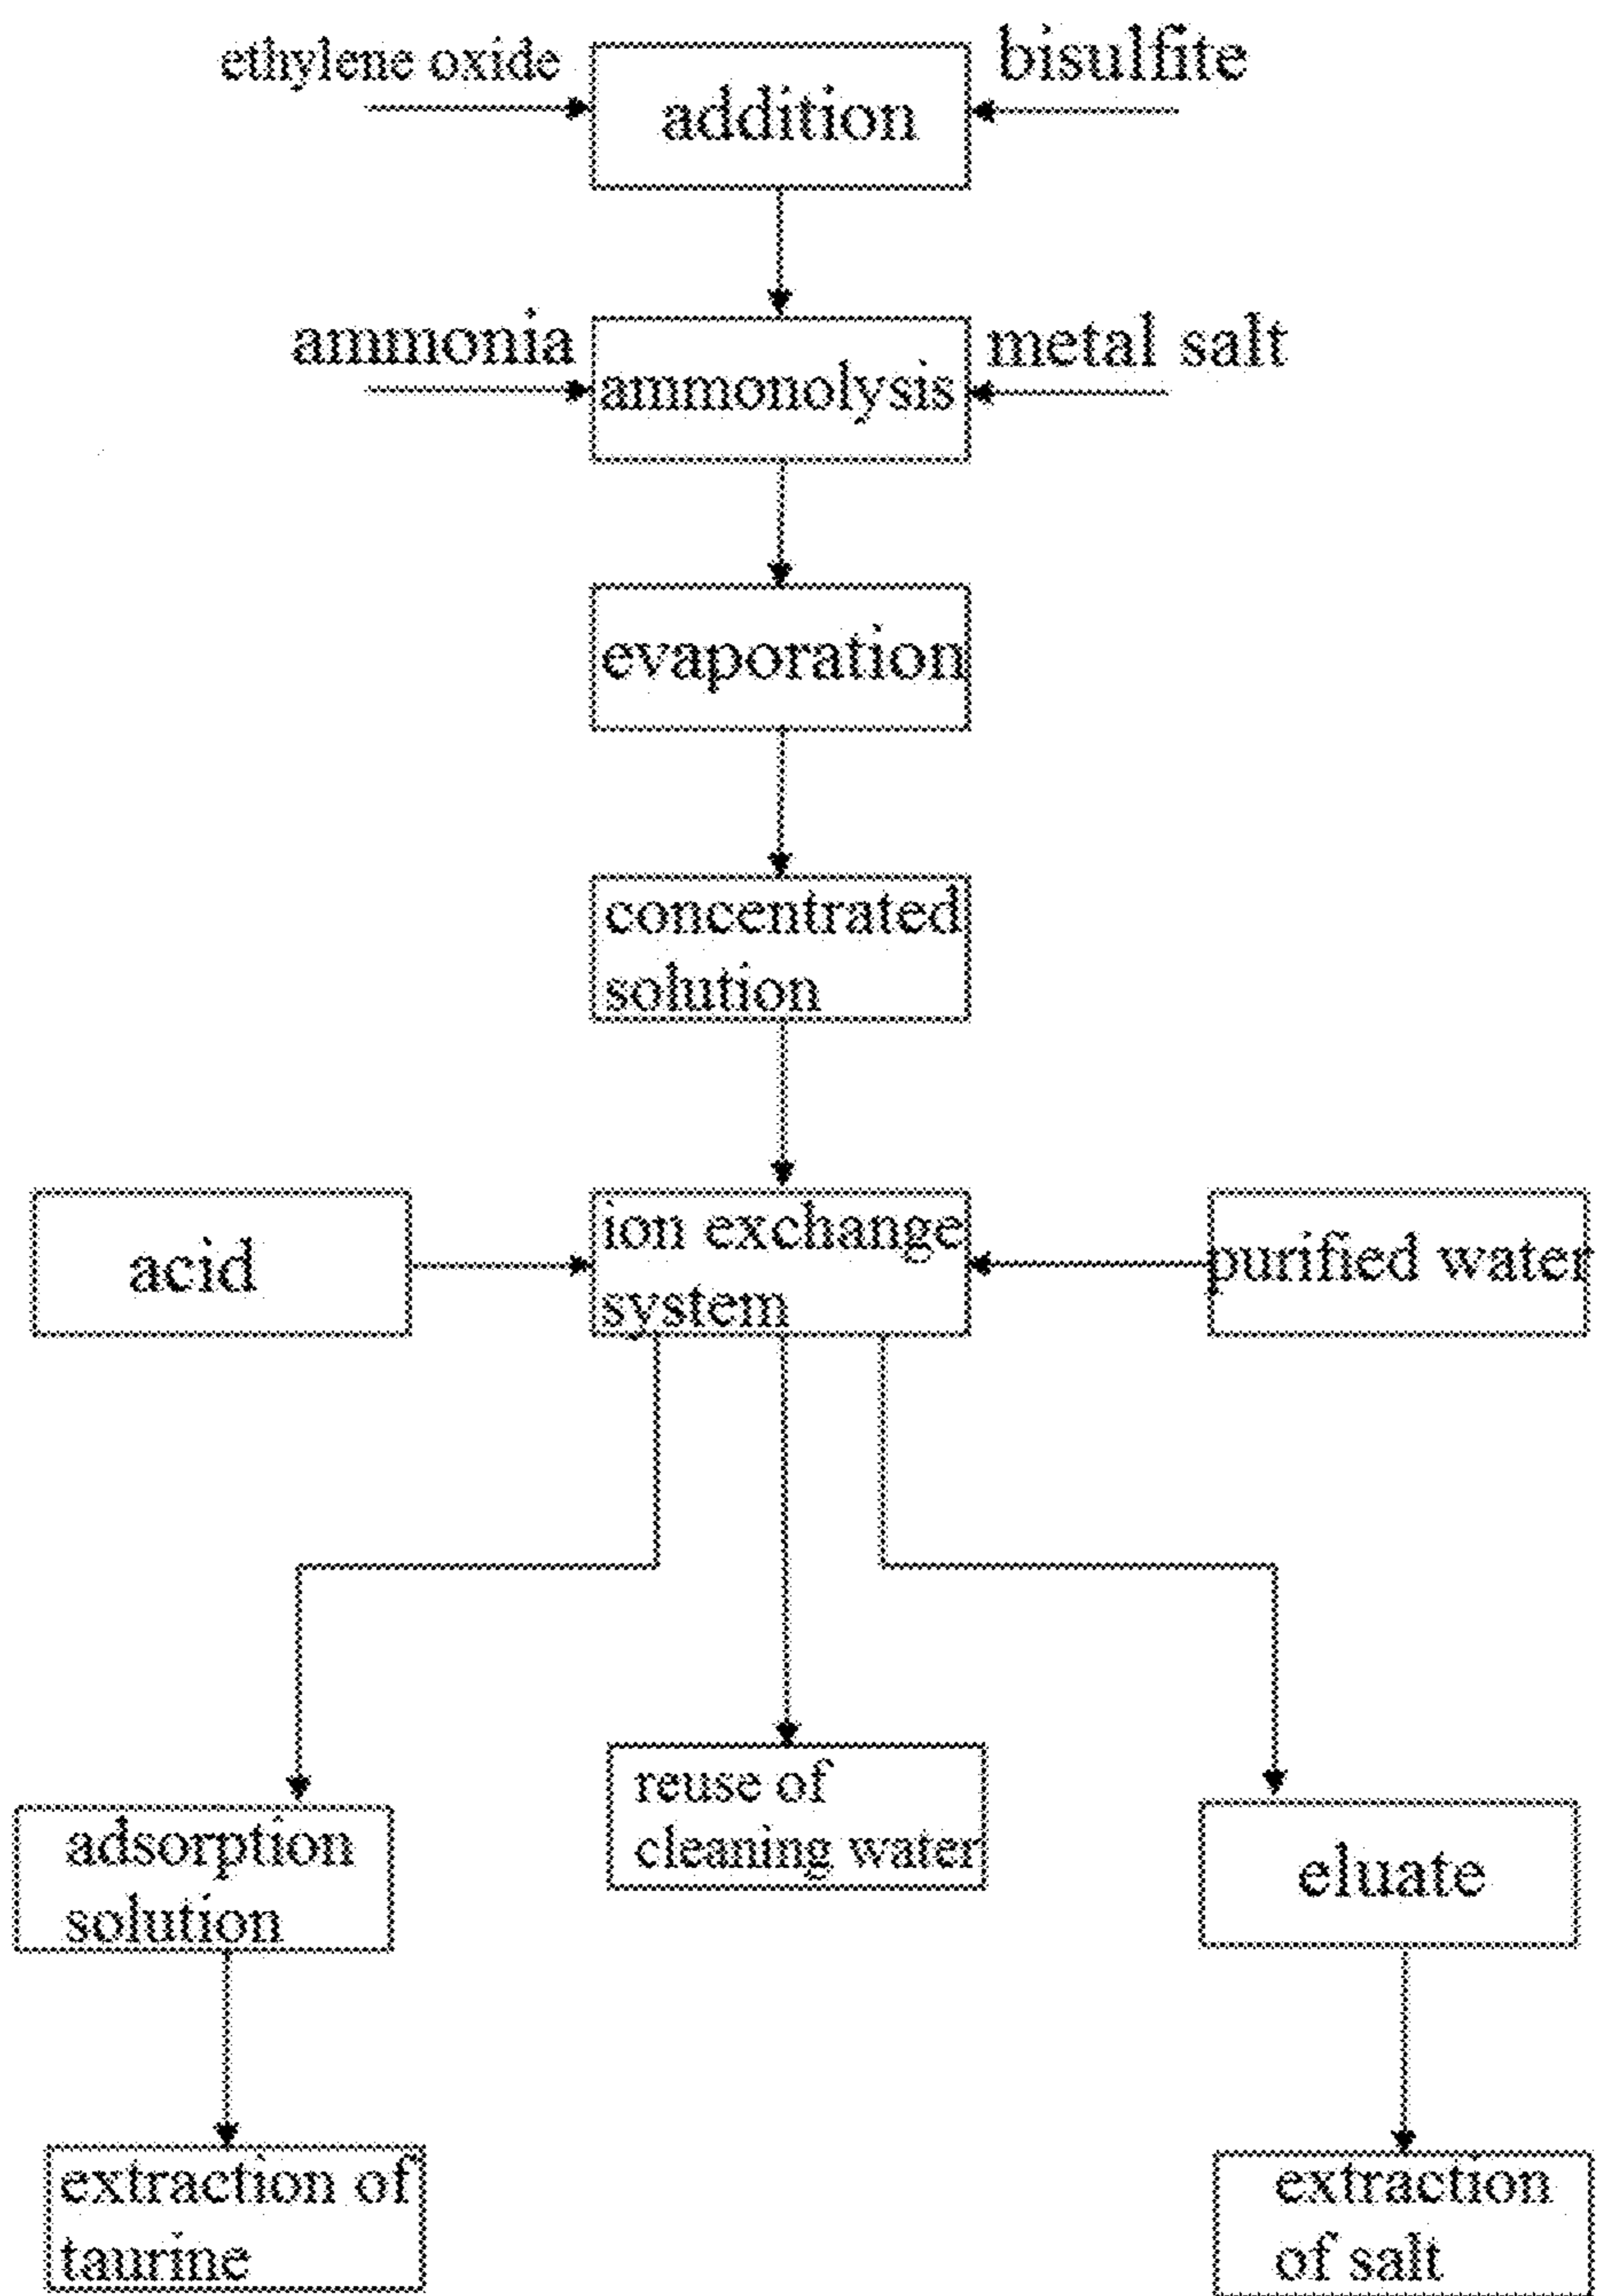 ethylene oxide
bisulfite
addition
ammonia
metal salt
ammonolysis
evaporation
concentrated
solution
acid
ion exchange
system
purified water
adsorption
solution
reuse of
cleaning water
eluate
extraction of
taurine
extraction
of salt